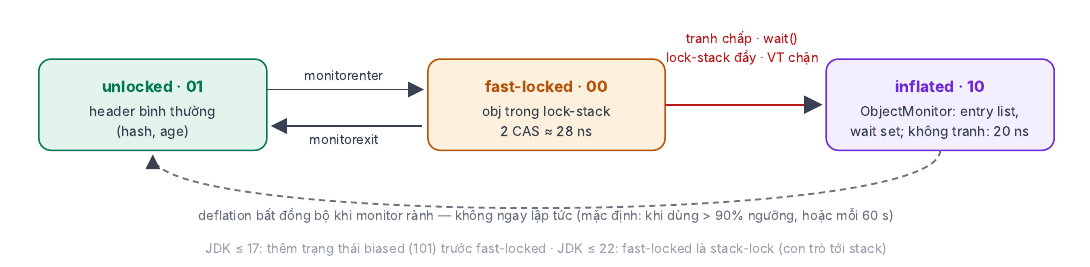 tranh chấp · wait()
lock-stack đầy · VT chặn
unlocked · 01
header bình thường
(hash, age)
monitorenter
monitorexit
fast-locked · 00
obj trong lock-stack
2 CAS ≈ 28 ns
inflated · 10
ObjectMonitor: entry list,
wait set; không tranh: 20 ns
deflation bất đồng bộ khi monitor rảnh — không ngay lập tức (mặc định: khi dùng > 90% ngưỡng, hoặc mỗi 60 s)
JDK ≤ 17: thêm trạng thái biased (101) trước fast-locked · JDK ≤ 22: fast-locked là stack-lock (con trỏ tới stack)